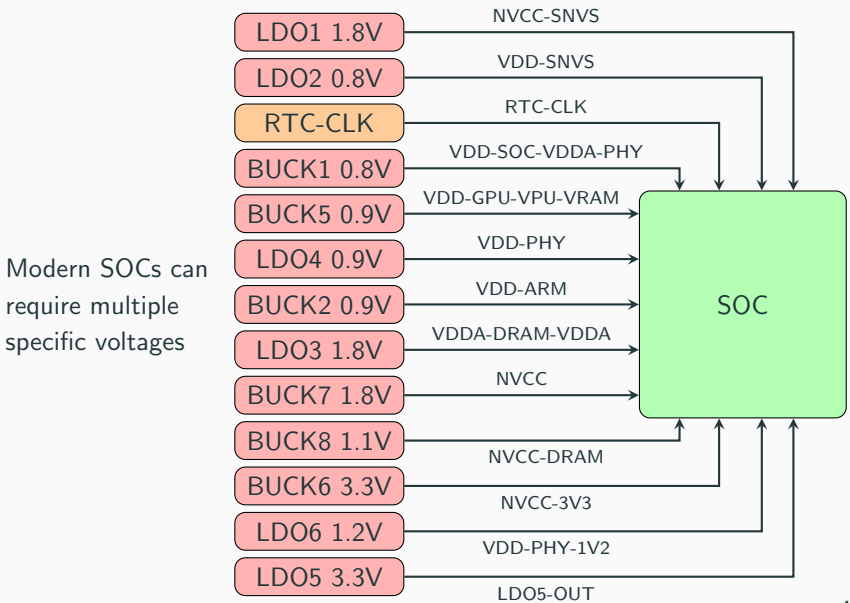 LDO1 1.8V
NVCC-SNVS
LDO2 0.8V
VDD-SNVS
RTC-CLK
RTC-CLK
BUCK1 0.8V
VDD-SOC-VDDA-PHY
BUCK5 0.9V
VDD-GPU-VPU-VRAM
LDO4 0.9V
VDD-PHY
BUCK2 0.9V
VDD-ARM
LDO3 1.8V
VDDA-DRAM-VDDA
BUCK7 1.8V
NVCC
BUCK8 1.1V
NVCC-DRAM
BUCK6 3.3V
NVCC-3V3
LDO6 1.2V
VDD-PHY-1V2
LDO5 3.3V
LDO5-OUT
Modern SOCs can
require multiple
specific voltages
SOC